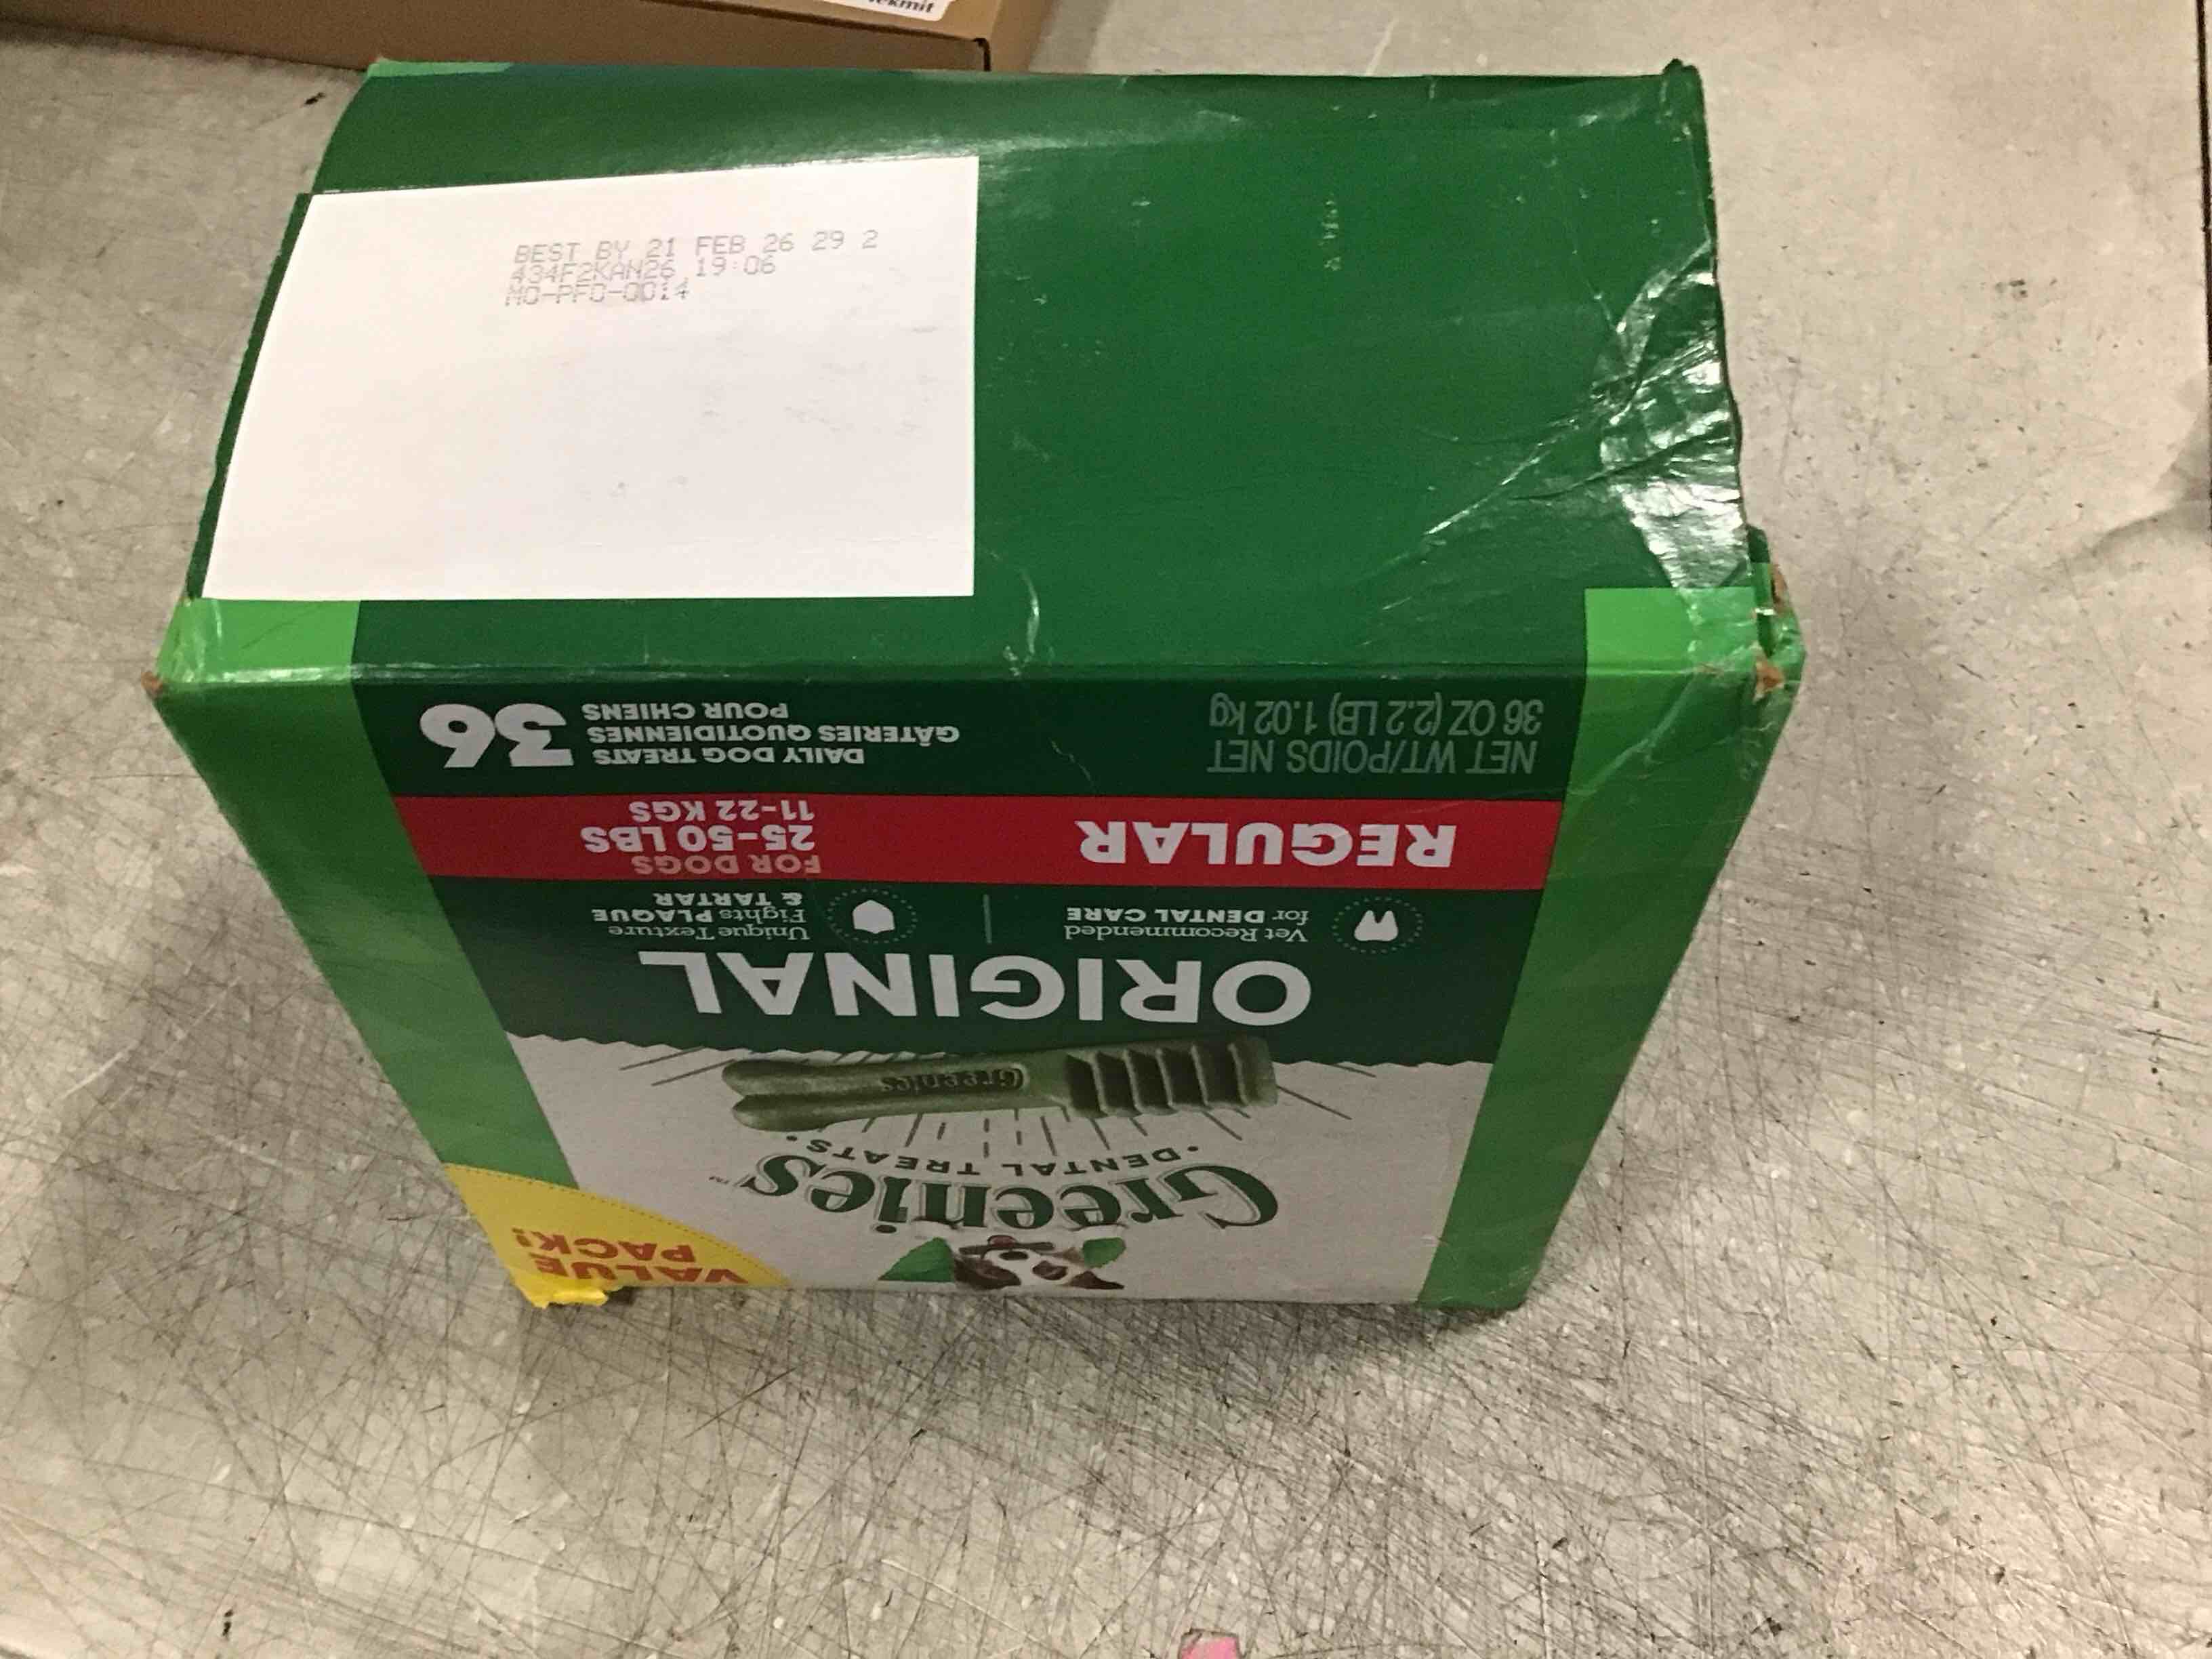 ekmit
BEST BY 21 FEB 26 29 2
434F2KAN26 19:06
MO-PFO-0014
VALUE
PACK!
Greenies™
·DENTAL TREATS·
Greenies
ORIGINAL
Vet Recommended
for DENTAL CARE
Unique Texture
Fights PLAQUE
& TARTAR
REGULAR
FOR DOGS
25-50 LBS
11-22 KGS
NET WT/POIDS NET
36 OZ (2.2 LB) 1.02 kg
DAILY DOG TREATS
GÂTERIES QUOTIDIENNES
POUR CHIENS
36